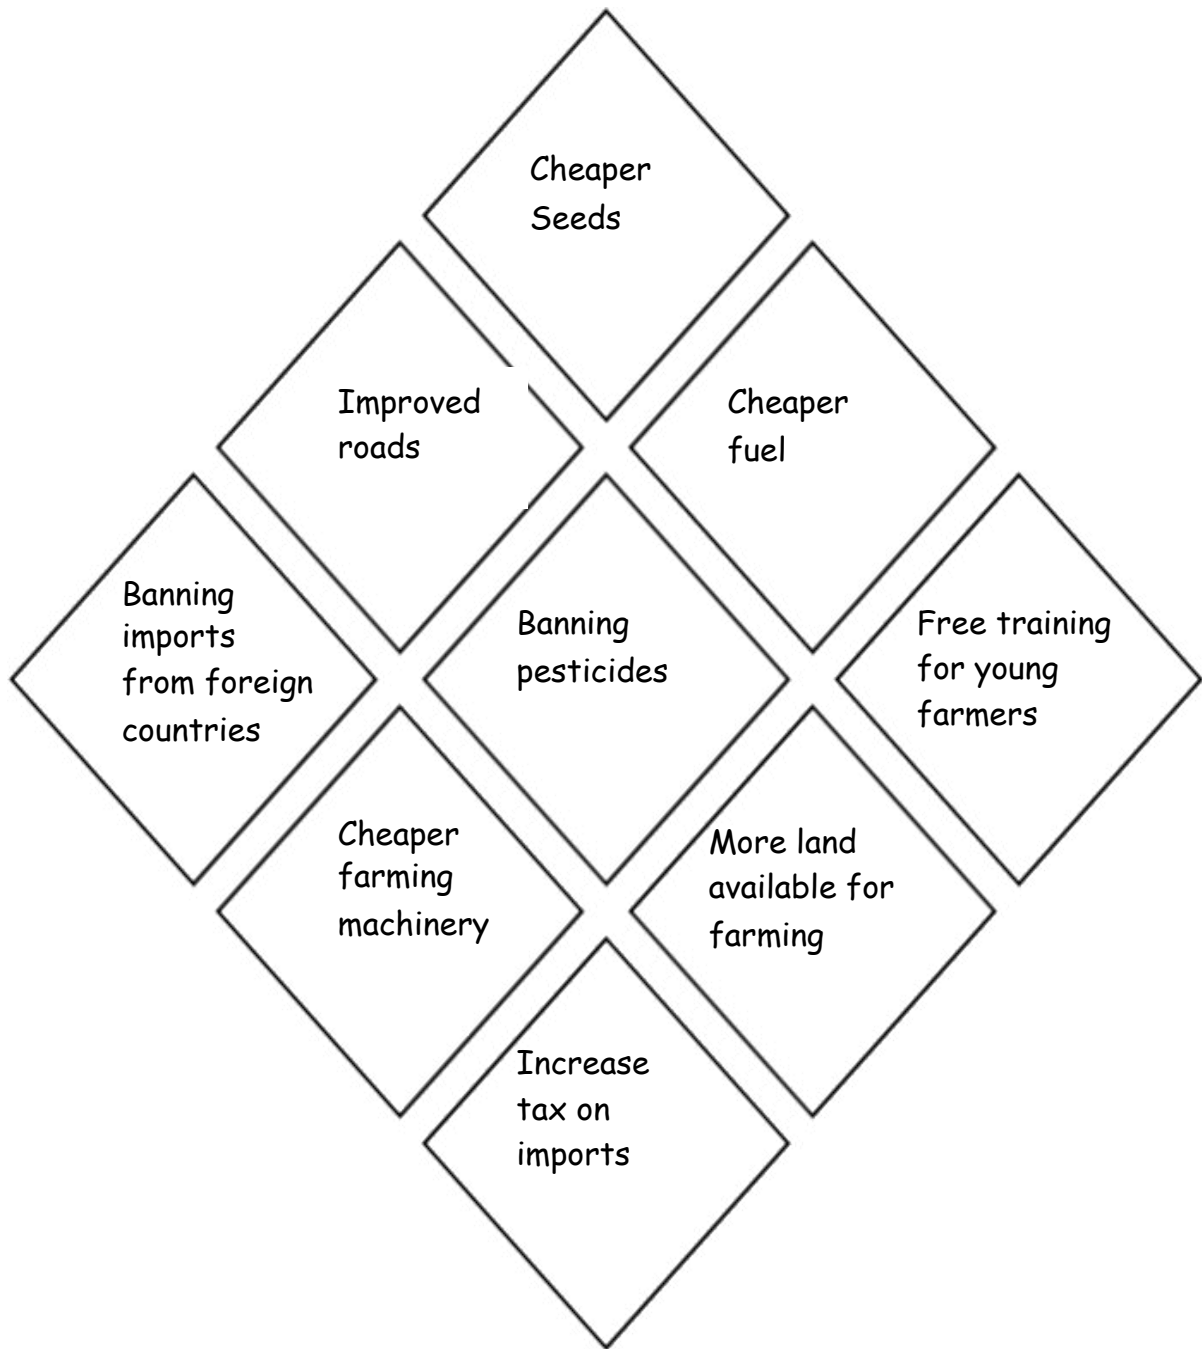 Cheaper
Seeds
Improved
roads
Cheaper
fuel
Banning
imports
from foreign
countries
Banning
pesticides
Free training
for young
farmers
Cheaper
farming
machinery
More land
available for
farming
Increase
tax on
imports